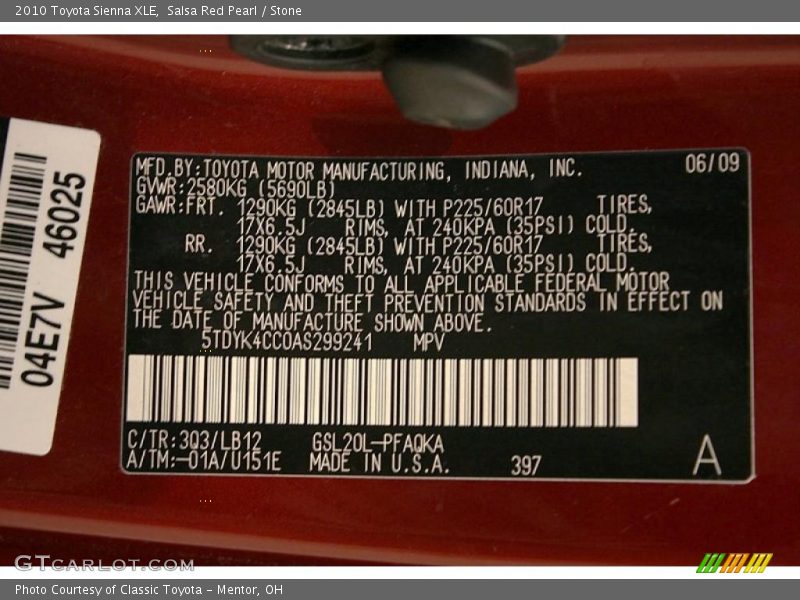 2010 Toyota Sienna XLE,  Salsa Red Pearl / Stone
04E7V 46025
MFD.BY:TOYOTA MOTOR MANUFACTURING, INDIANA, INC. 06/09
GVWR:2580KG (5690LB)
GAWR:FRT. 1290KG (2845LB) WITH P225/60R17 TIRES,
17X6.5J RIMS, AT 240KPA (35PSI) COLD.
RR. 1290KG (2845LB) WITH P225/60R17 TIRES,
17X6.5J RIMS, AT 240KPA (35PSI) COLD.
THIS VEHICLE CONFORMS TO ALL APPLICABLE FEDERAL MOTOR
VEHICLE SAFETY AND THEFT PREVENTION STANDARDS IN EFFECT ON
THE DATE OF MANUFACTURE SHOWN ABOVE.
5TDYK4CC0AS299241 MPV
C/TR:3Q3/LB12 GSL20L-PFAQKA
A/TM:-01A/U151E MADE IN U.S.A. 397 A
GTCARLOT.COM
Photo Courtesy of Classic Toyota - Mentor, OH